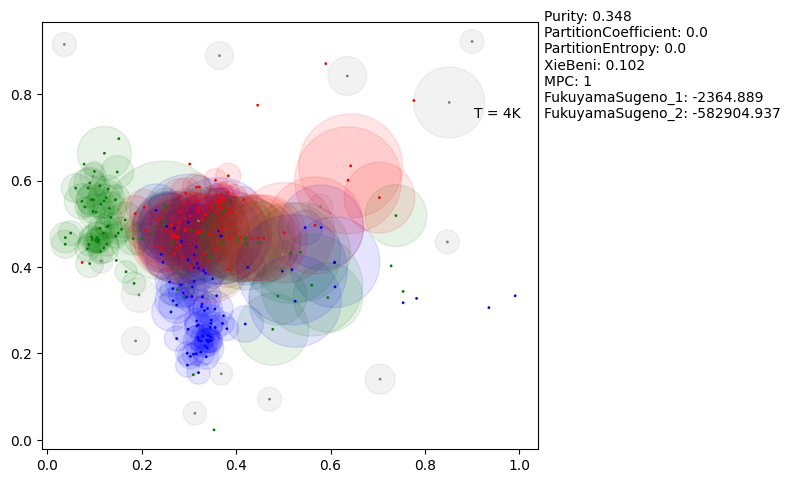 Purity: 0.348
PartitionCoefficient: 0.0
PartitionEntropy: 0.0
XieBeni: 0.102
MPC: 1
FukuyamaSugeno_1: -2364.889
FukuyamaSugeno_2: -582904.937
T = 4K
0.8
0.6
0.4
0.2
0.0
0.0 0.2 0.4 0.6 0.8 1.0